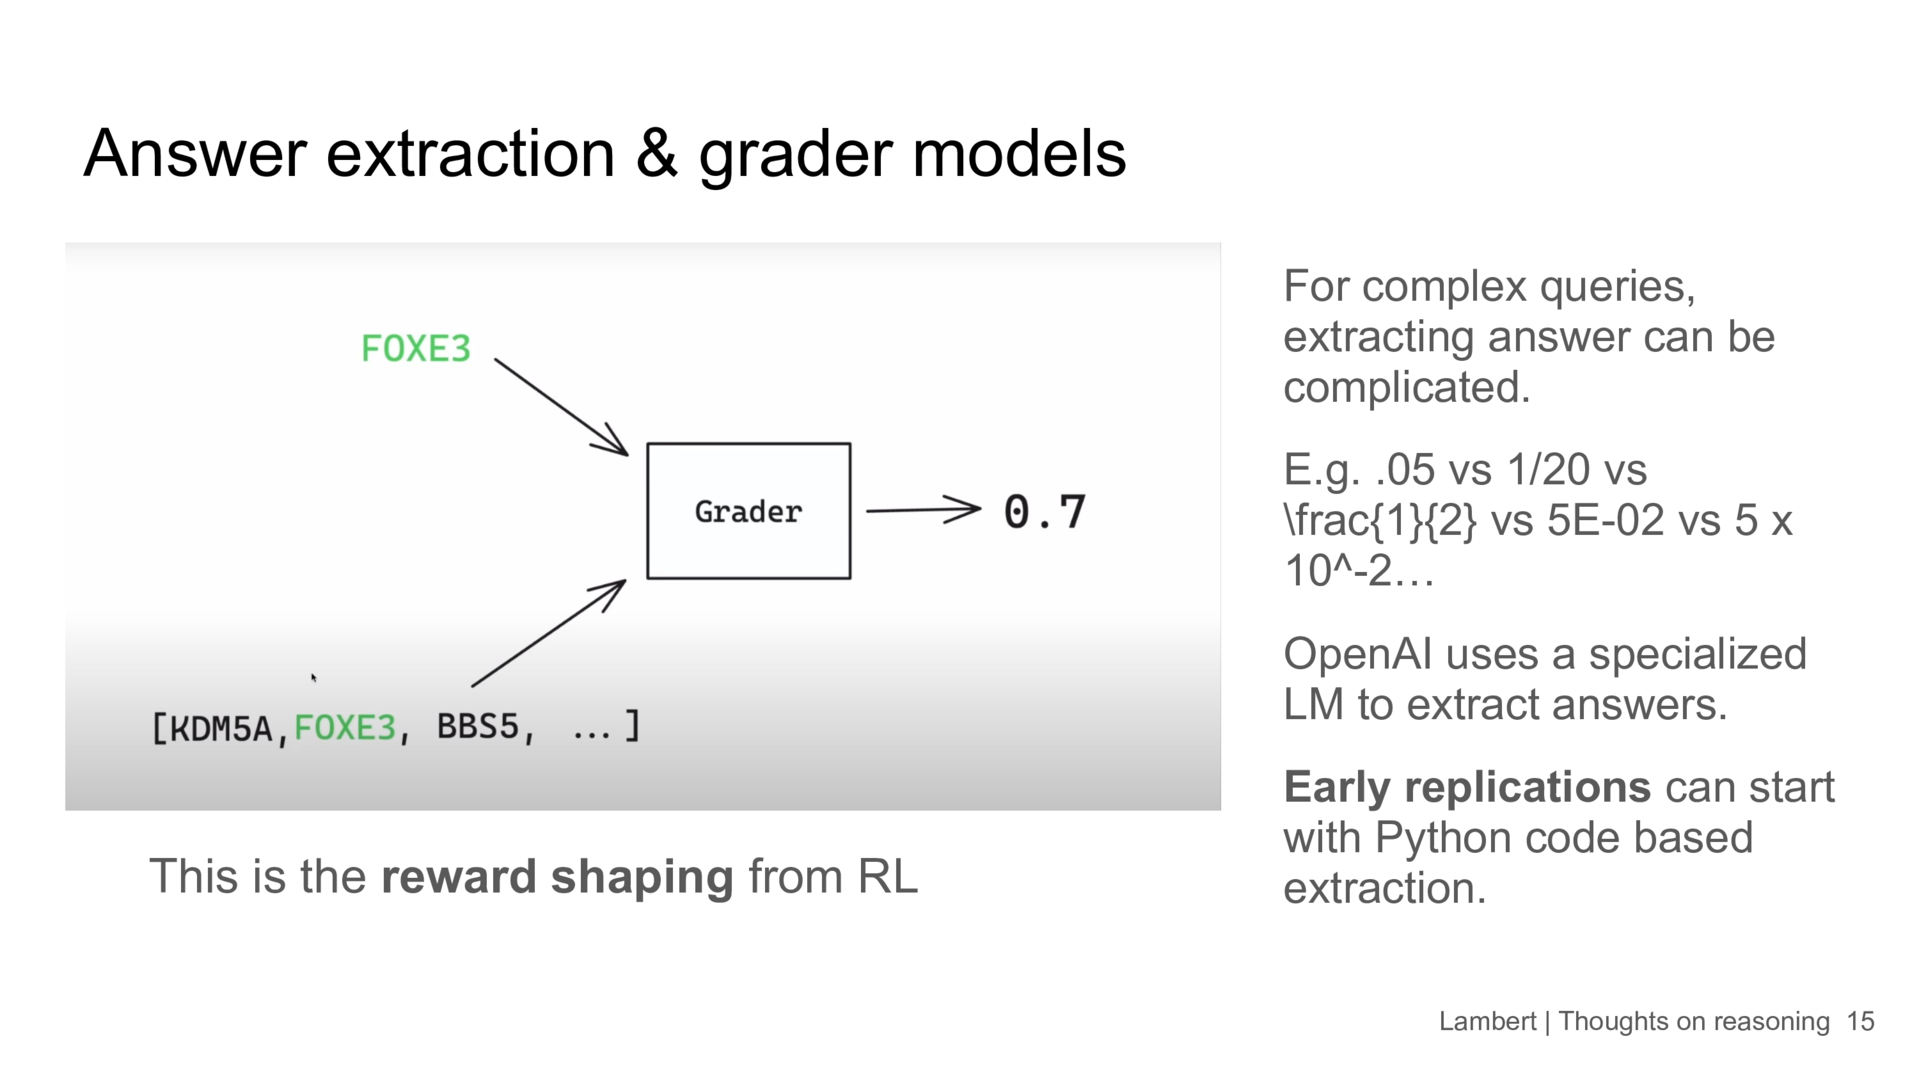 Answer extraction & grader models
FOXE3
Grader
0.7
[KDM5A,FOXE3, BBS5, ...]
This is the reward shaping from RL
For complex queries,
extracting answer can be
complicated.
E.g. .05 vs 1/20 vs
\frac{1}{2} vs 5E-02 vs 5 x
10^-2…
OpenAI uses a specialized
LM to extract answers.
Early replications can start
with Python code based
extraction.
Lambert | Thoughts on reasoning 15